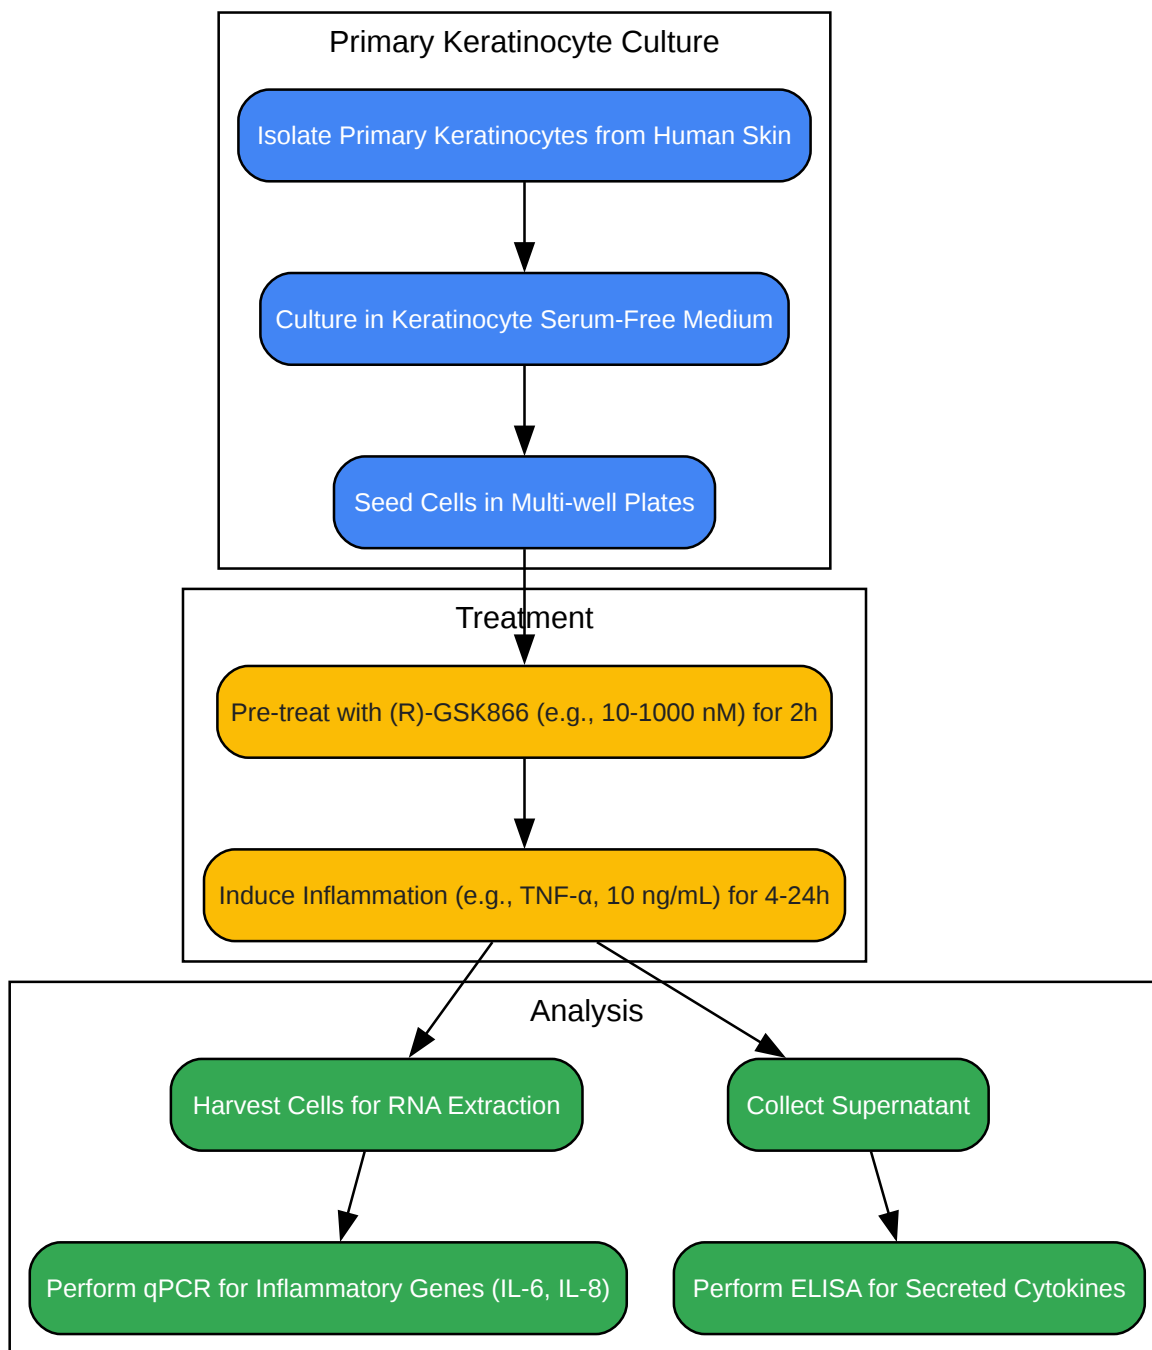 Primary Keratinocyte Culture
Isolate Primary Keratinocytes from Human Skin
Culture in Keratinocyte Serum-Free Medium
Seed Cells in Multi-well Plates
Treatment
Pre-treat with (R)-GSK866 (e.g., 10-1000 nM) for 2h
Induce Inflammation (e.g., TNF-α, 10 ng/mL) for 4-24h
Analysis
Harvest Cells for RNA Extraction
Collect Supernatant
Perform qPCR for Inflammatory Genes (IL-6, IL-8)
Perform ELISA for Secreted Cytokines